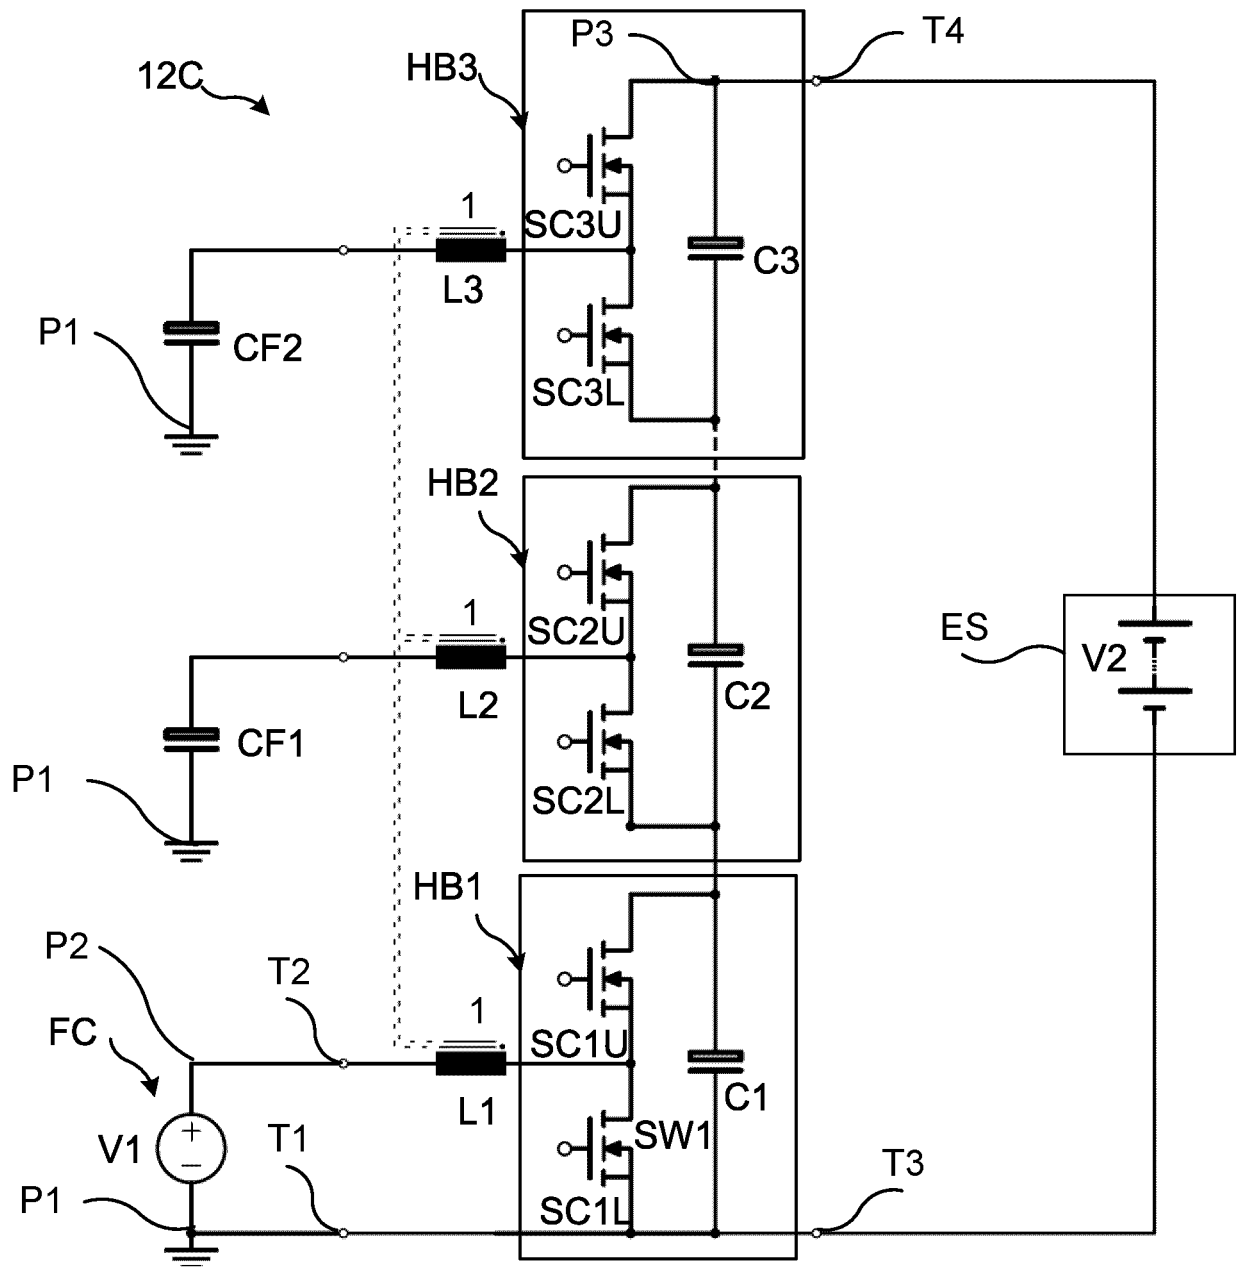 P3
T4
HB3
12C
1
SC3U
C3
L3
P1
CF2
SC3L
HB2
1
SC2U
ES
V2
L2
C2
CF1
P1
SC2L
HB1
P2
T2
1
FC
SC1U
C1
L1
V1
+
−
T1
SW1
T3
P1
SC1L